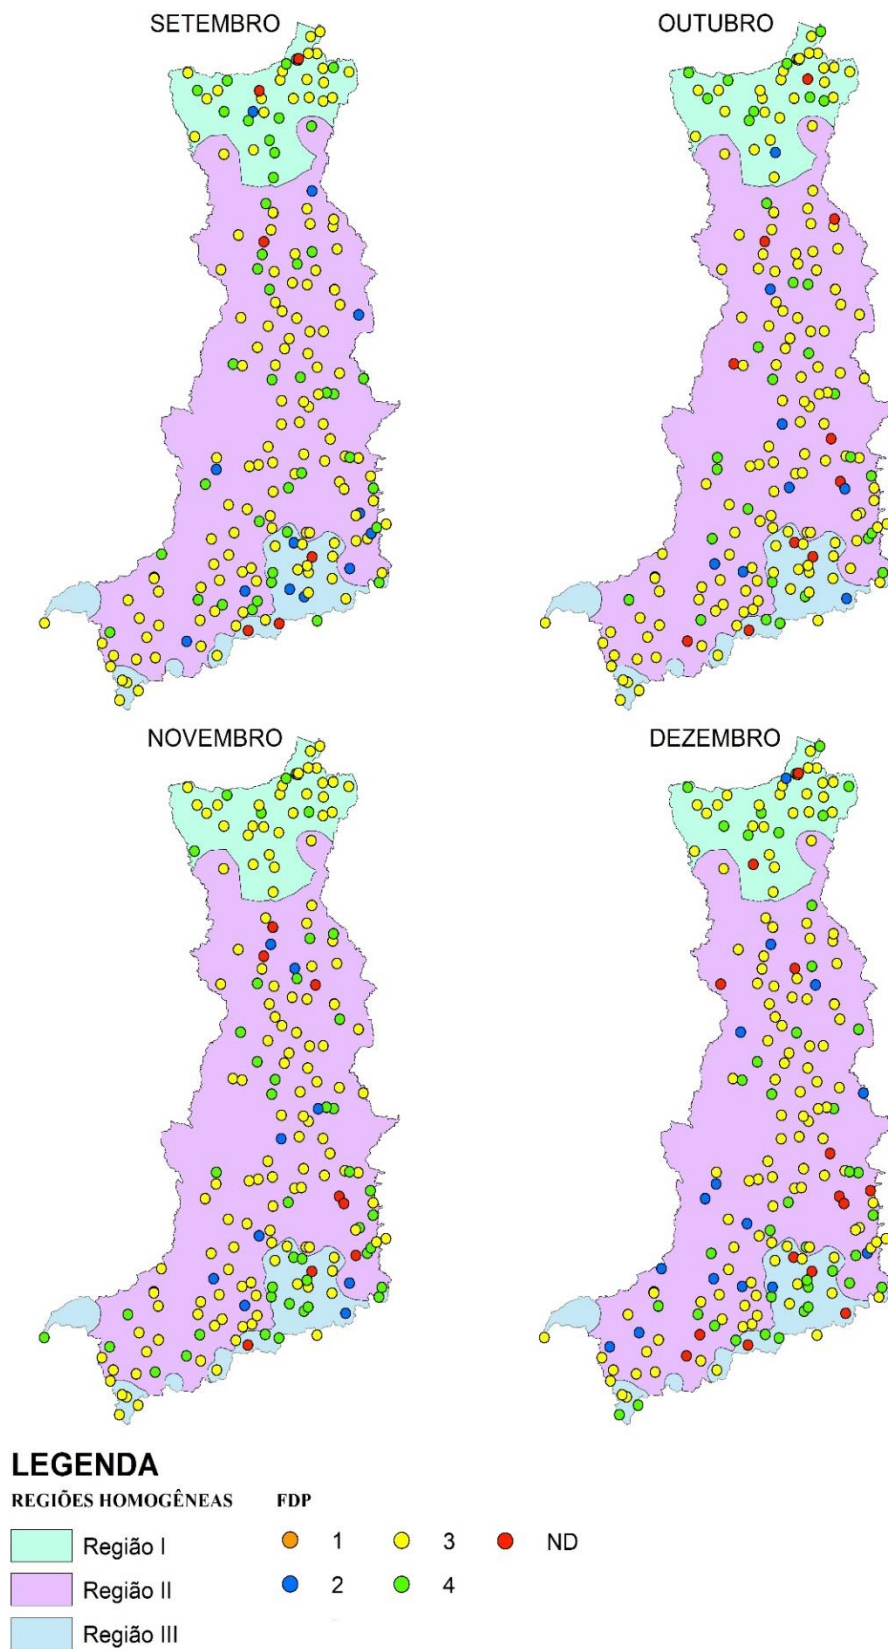 SETEMBRO
OUTUBRO
NOVEMBRO
DEZEMBRO
LEGENDA
REGIÕES HOMOGÊNEAS FDP
Região I 1 3 ND
Região II 2 4
Região III